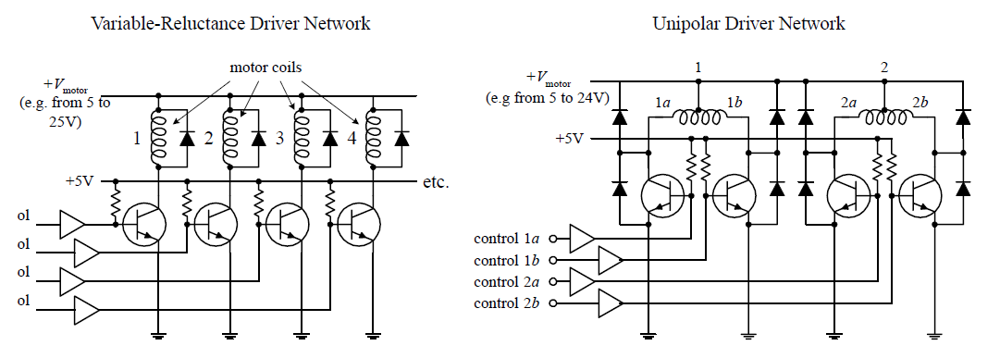 Variable-Reluctance Driver Network
motor coils
+Vmotor
(e.g. from 5 to
25V)
1
2
3
4
+5V
etc.
ol
ol
ol
ol
Unipolar Driver Network
1
2
+Vmotor
(e.g from 5 to 24V)
1a
1b
2a
2b
+5V
control 1a
control 1b
control 2a
control 2b